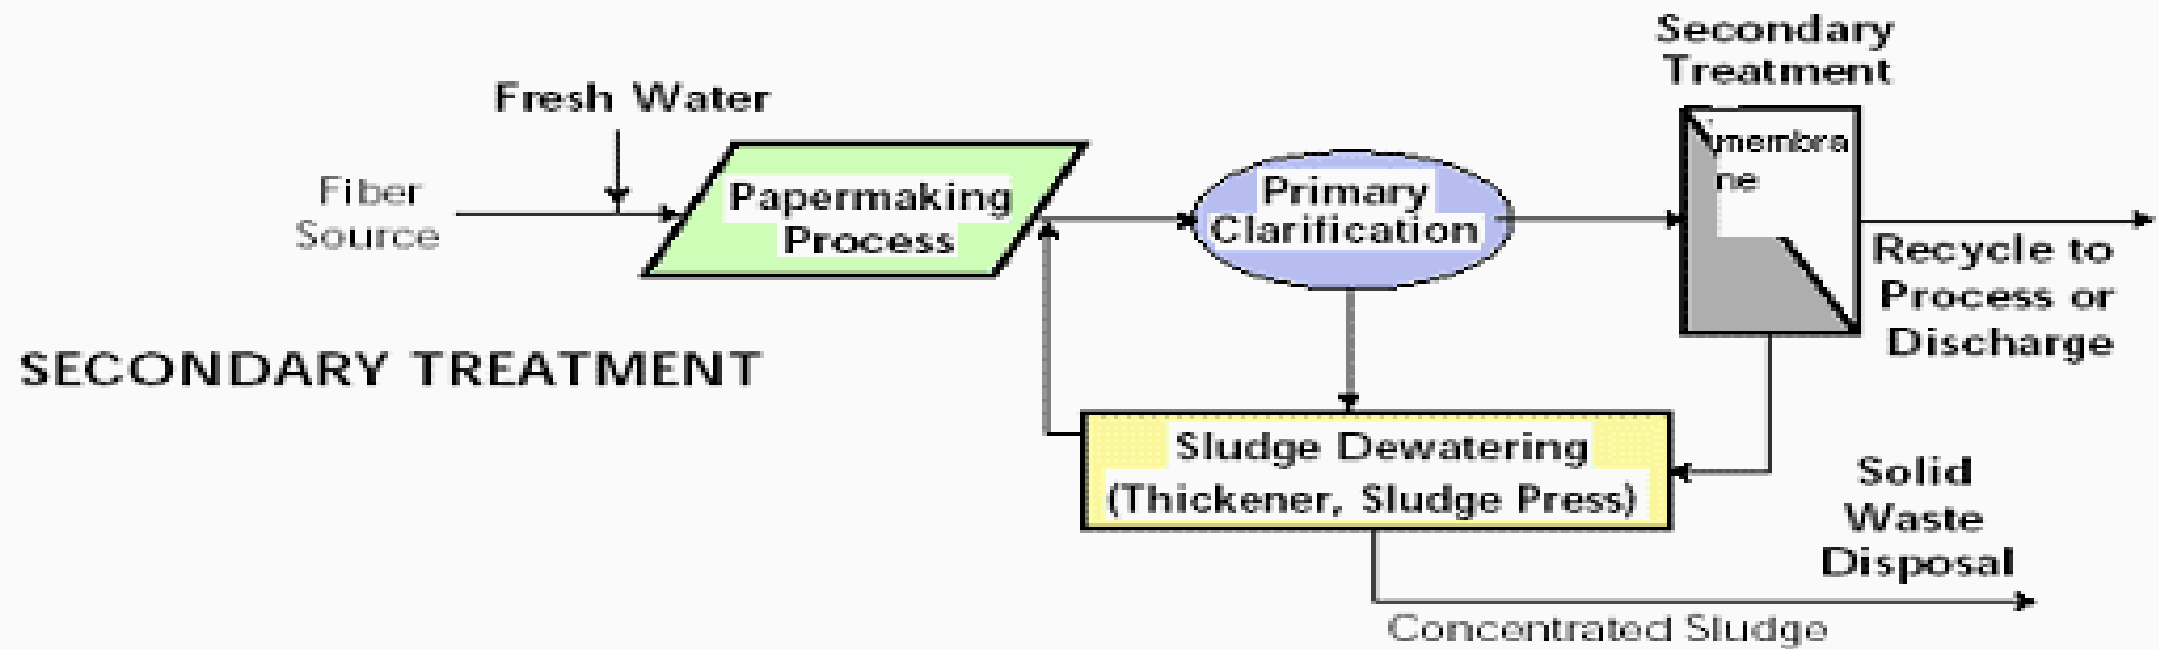 Secondary
Treatment
Fresh Water
membra
ne
Fiber
Source
Papermaking
Process
Primary
Clarification
Recycle to
Process or
Discharge
SECONDARY TREATMENT
Sludge Dewatering
(Thickener, Sludge Press)
Solid
Waste
Disposal
Concentrated Sludge